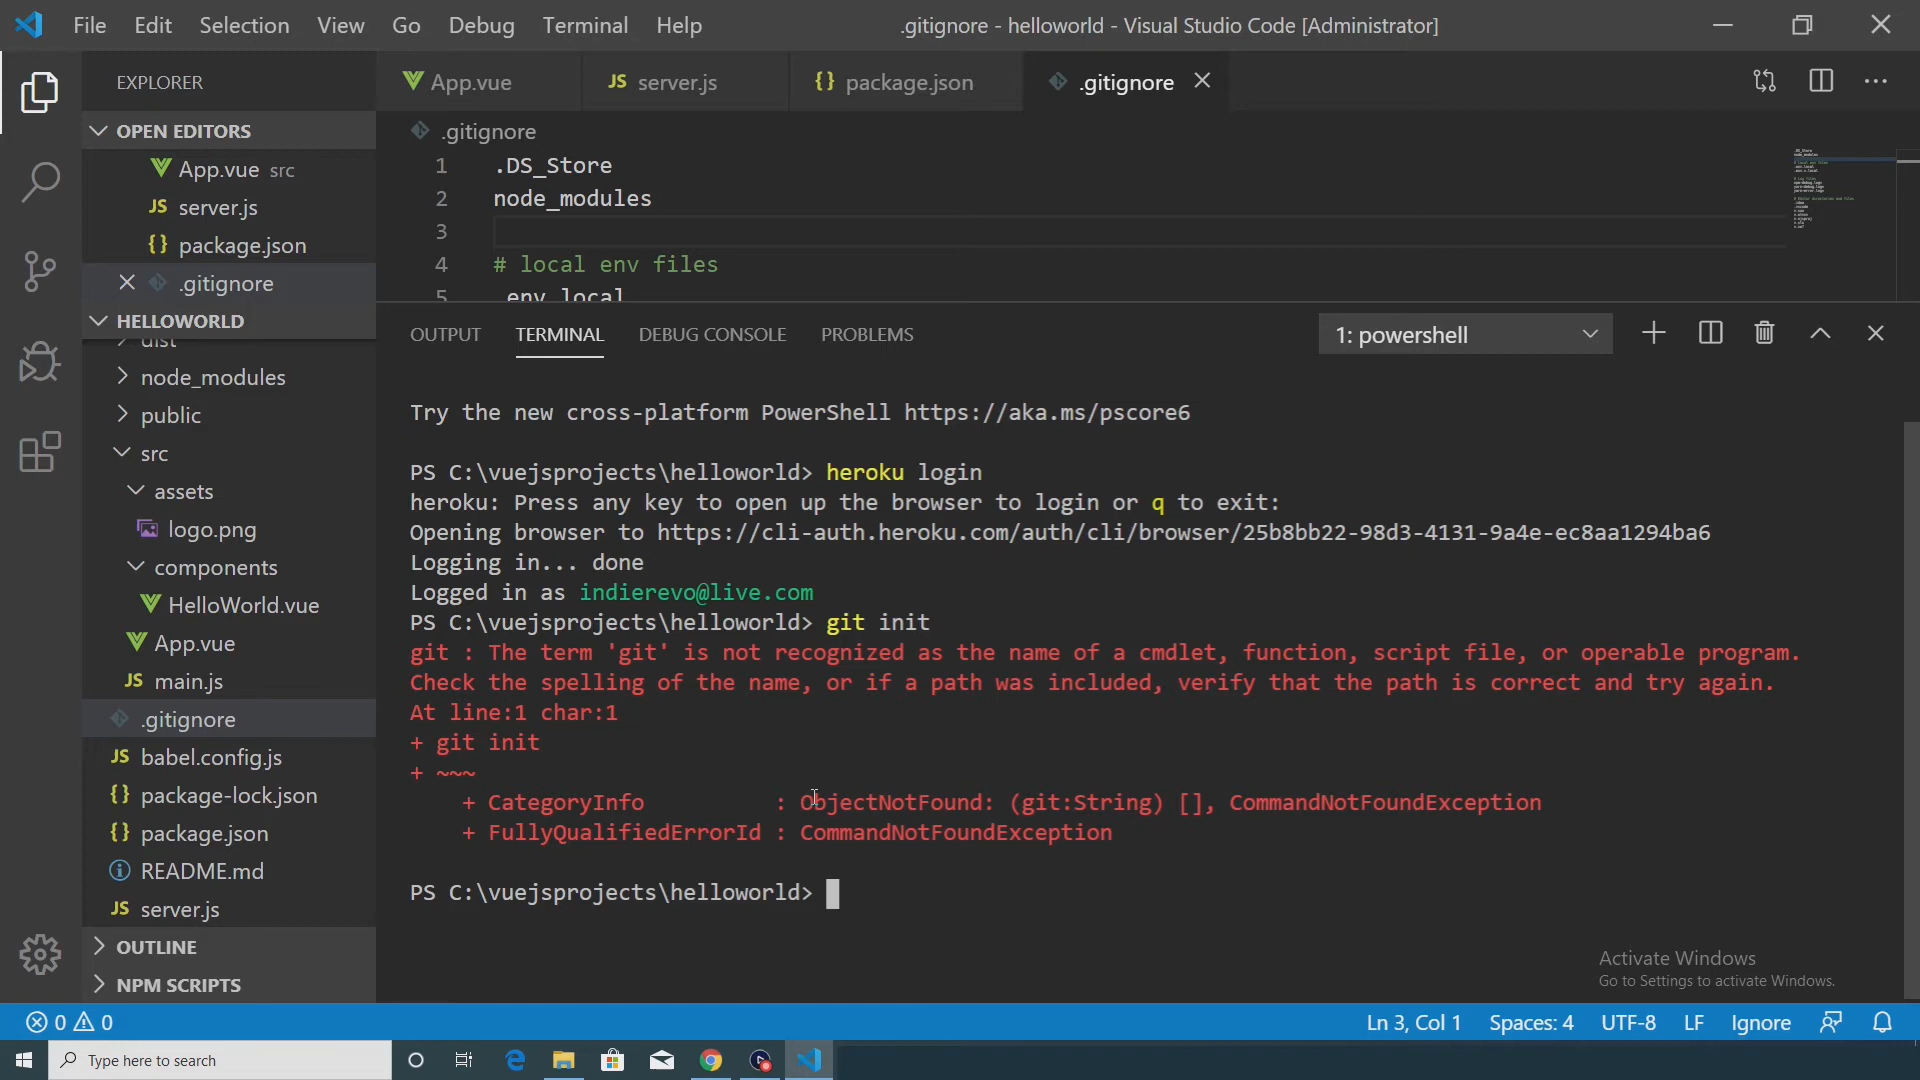 File Edit Selection View Go Debug Terminal Help
.gitignore - helloworld - Visual Studio Code [Administrator]
EXPLORER
App.vue
JS server.js
{} package.json
.gitignore
OPEN EDITORS
App.vue src
JS server.js
{} package.json
.gitignore
HELLOWORLD
dist
node_modules
public
src
assets
logo.png
components
HelloWorld.vue
App.vue
JS main.js
.gitignore
JS babel.config.js
{} package-lock.json
{} package.json
README.md
JS server.js
OUTLINE
NPM SCRIPTS
.gitignore
1 .DS_Store
2 node_modules
3
4 # local env files
5 .env.local
OUTPUT TERMINAL DEBUG CONSOLE PROBLEMS
1: powershell
Try the new cross-platform PowerShell https://aka.ms/pscore6
PS C:\vuejsprojects\helloworld> heroku login
heroku: Press any key to open up the browser to login or q to exit:
Opening browser to https://cli-auth.heroku.com/auth/cli/browser/25b8bb22-98d3-4131-9a4e-ec8aa1294ba6
Logging in... done
Logged in as indierevo@live.com
PS C:\vuejsprojects\helloworld> git init
git : The term 'git' is not recognized as the name of a cmdlet, function, script file, or operable program.
Check the spelling of the name, or if a path was included, verify that the path is correct and try again.
At line:1 char:1
+ git init
+ ~~~
+ CategoryInfo : ObjectNotFound: (git:String) [], CommandNotFoundException
+ FullyQualifiedErrorId : CommandNotFoundException
PS C:\vuejsprojects\helloworld>
Activate Windows
Go to Settings to activate Windows.
0 0
Ln 3, Col 1 Spaces: 4 UTF-8 LF Ignore
Type here to search